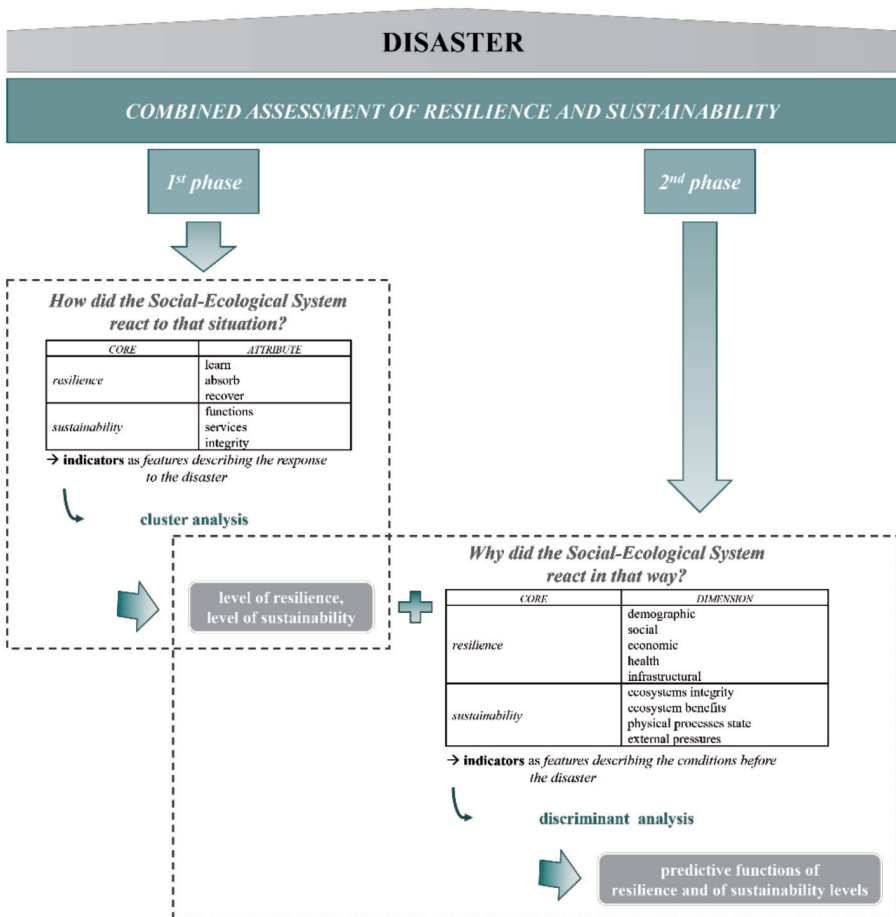 DISASTER
COMBINED ASSESSMENT OF RESILIENCE AND SUSTAINABILITY
1st phase
2nd phase
How did the Social-Ecological System
react to that situation?
CORE ATTRIBUTE
resilience
learn
absorb
recover
sustainability
functions
services
integrity
→ indicators as features describing the response
to the disaster
cluster analysis
level of resilience,
level of sustainability
Why did the Social-Ecological System
react in that way?
CORE DIMENSION
resilience
demographic
social
economic
health
infrastructural
sustainability
ecosystems integrity
ecosystem benefits
physical processes state
external pressures
→ indicators as features describing the conditions before
the disaster
discriminant analysis
predictive functions of
resilience and of sustainability levels